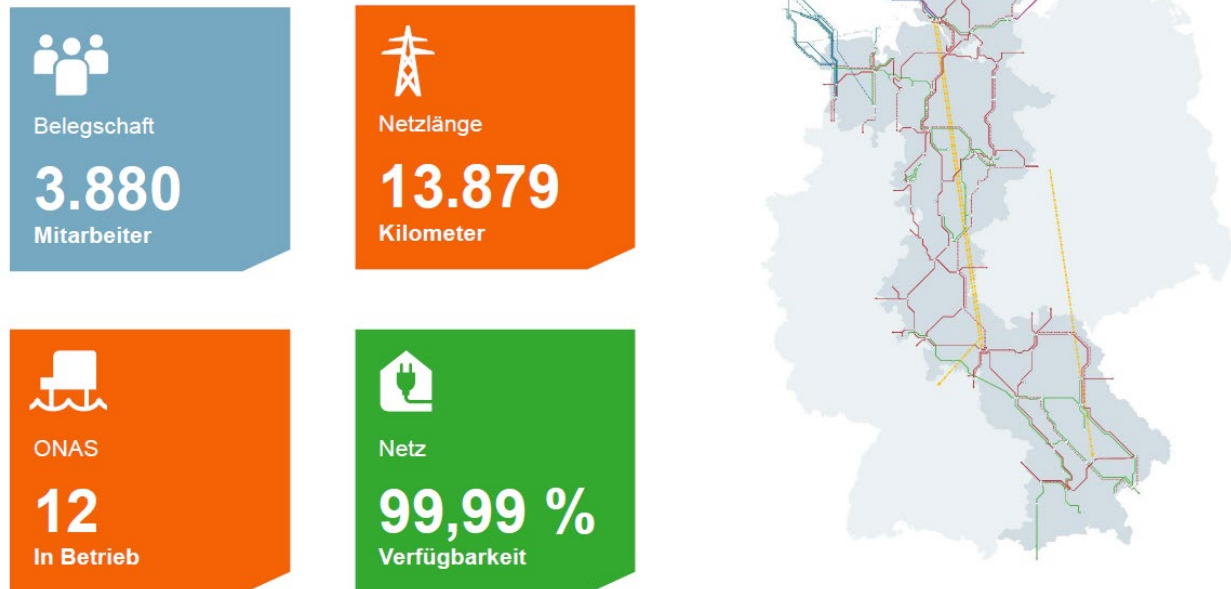 Belegschaft
3.880
Mitarbeiter
Netzlänge
13.879
Kilometer
ONAS
12
In Betrieb
Netz
99,99 %
Verfügbarkeit